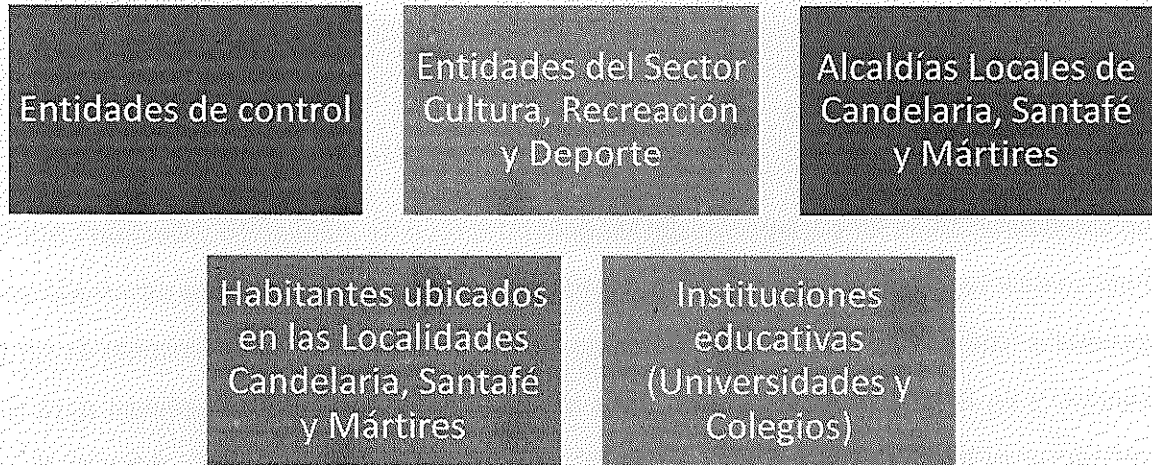 Entidades de control
Entidades del Sector
Cultura, Recreación
y Deporte
Alcaldías Locales de
Candelaria, Santafé
y Mártires
Habitantes ubicados
en las Localidades
Candelaria, Santafé
y Mártires
Instituciones
educativas
(Universidades y
Colegios)